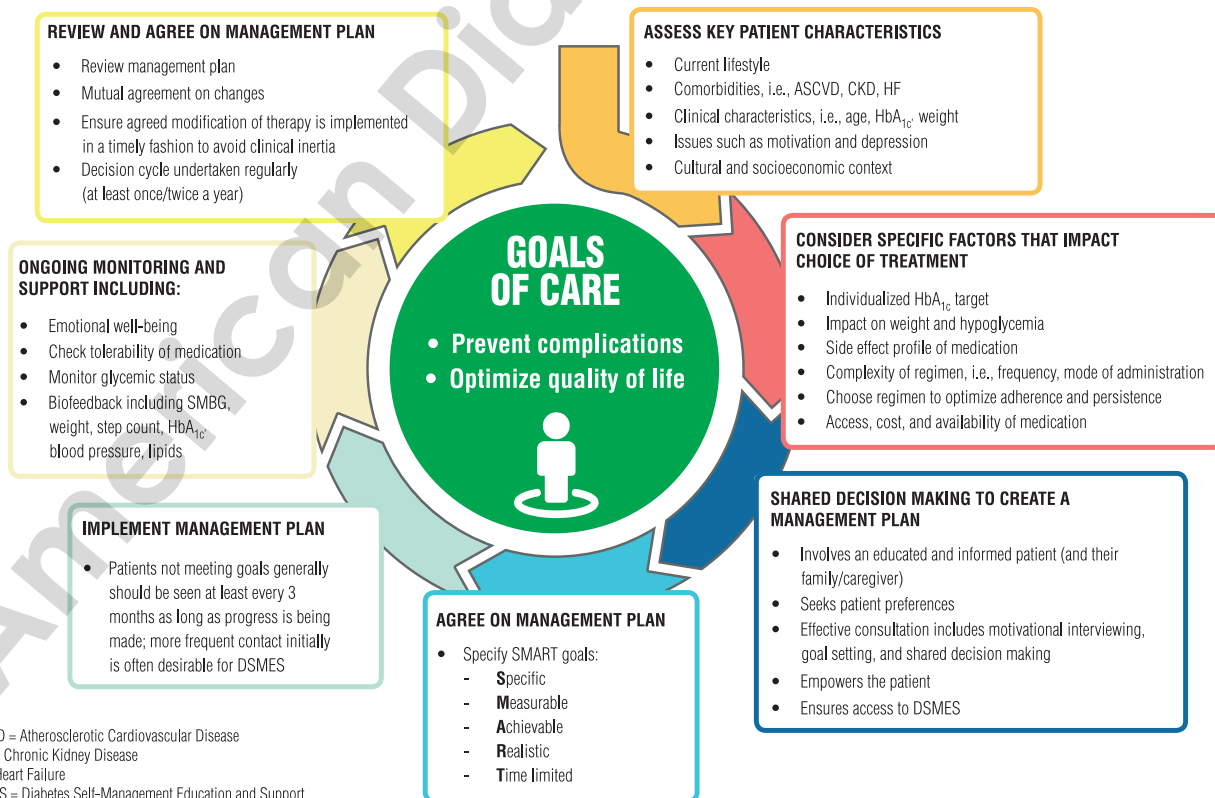 REVIEW AND AGREE ON MANAGEMENT PLAN
• Review management plan
• Mutual agreement on changes
• Ensure agreed modification of therapy is implemented
in a timely fashion to avoid clinical inertia
• Decision cycle undertaken regularly
(at least once/twice a year)
ASSESS KEY PATIENT CHARACTERISTICS
• Current lifestyle
• Comorbidities, i.e., ASCVD, CKD, HF
• Clinical characteristics, i.e., age, HbA1c, weight
• Issues such as motivation and depression
• Cultural and socioeconomic context
CONSIDER SPECIFIC FACTORS THAT IMPACT
CHOICE OF TREATMENT
• Individualized HbA1c target
• Impact on weight and hypoglycemia
• Side effect profile of medication
• Complexity of regimen, i.e., frequency, mode of administration
• Choose regimen to optimize adherence and persistence
• Access, cost, and availability of medication
SHARED DECISION MAKING TO CREATE A
MANAGEMENT PLAN
• Involves an educated and informed patient (and their
family/caregiver)
• Seeks patient preferences
• Effective consultation includes motivational interviewing,
goal setting, and shared decision making
• Empowers the patient
• Ensures access to DSMES
AGREE ON MANAGEMENT PLAN
• Specify SMART goals:
- Specific
- Measurable
- Achievable
- Realistic
- Time limited
IMPLEMENT MANAGEMENT PLAN
• Patients not meeting goals generally
should be seen at least every 3
months as long as progress is being
made; more frequent contact initially
is often desirable for DSMES
ONGOING MONITORING AND
SUPPORT INCLUDING:
• Emotional well-being
• Check tolerability of medication
• Monitor glycemic status
• Biofeedback including SMBG,
weight, step count, HbA1c,
blood pressure, lipids
GOALS
OF CARE
• Prevent complications
• Optimize quality of life
D = Atherosclerotic Cardiovascular Disease
Chronic Kidney Disease
Heart Failure
S = Diabetes Self-Management Education and Support
American Dia